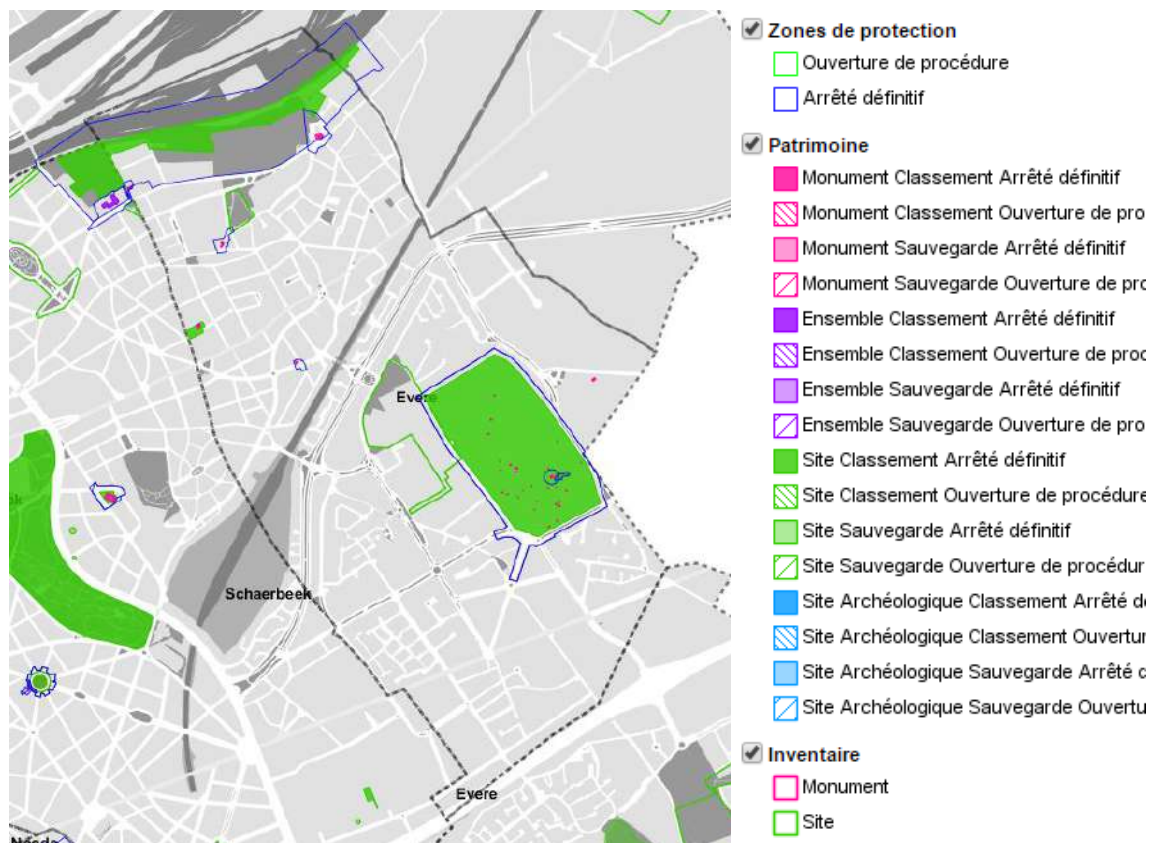 Zones de protection
Ouverture de procédure
Arrêté définitif
Patrimoine
Monument Classement Arrêté définitif
Monument Classement Ouverture de pro
Monument Sauvegarde Arrêté définitif
Monument Sauvegarde Ouverture de pro
Ensemble Classement Arrêté définitif
Ensemble Classement Ouverture de proc
Ensemble Sauvegarde Arrêté définitif
Ensemble Sauvegarde Ouverture de pro
Site Classement Arrêté définitif
Site Classement Ouverture de procédure
Site Sauvegarde Arrêté définitif
Site Sauvegarde Ouverture de procédur
Site Archéologique Classement Arrêté d
Site Archéologique Classement Ouvertur
Site Archéologique Sauvegarde Arrêté d
Site Archéologique Sauvegarde Ouvertu
Inventaire
Monument
Site
Evere
Schaerbeek
Evere